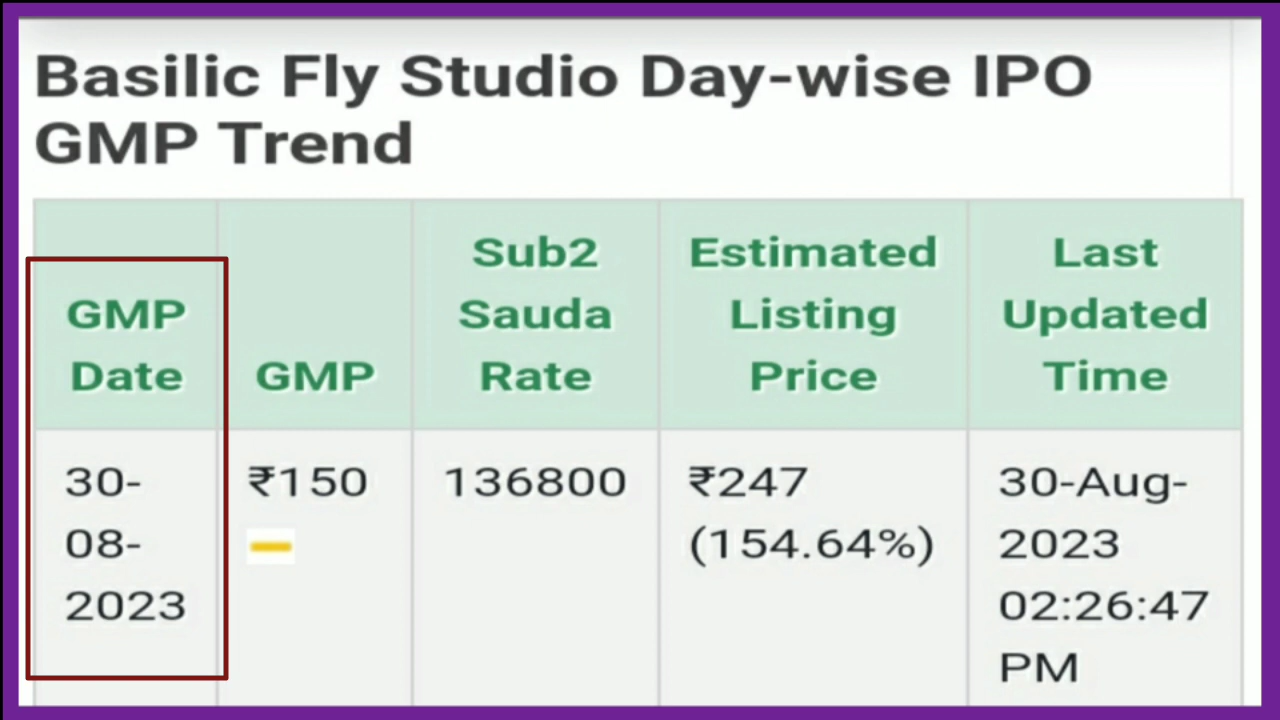 Basilic Fly Studio Day-wise IPO
GMP Trend
GMP
Date
GMP
Sub2
Sauda
Rate
Estimated
Listing
Price
Last
Updated
Time
30-
08-
2023
₹150
136800
₹247
(154.64%)
30-Aug-
2023
02:26:47
PM